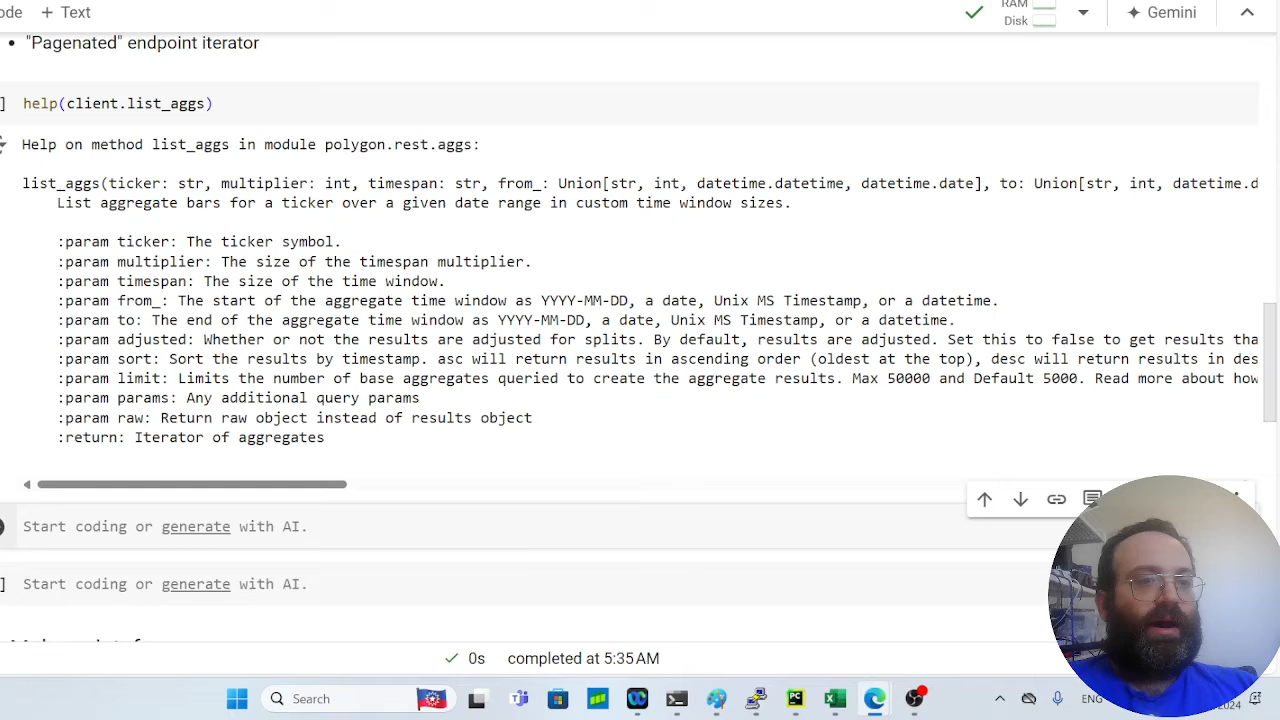 ode + Text
RAM
Disk
Gemini
• "Pagenated" endpoint iterator
] help(client.list_aggs)
Help on method list_aggs in module polygon.rest.aggs:
list_aggs(ticker: str, multiplier: int, timespan: str, from_: Union[str, int, datetime.datetime, datetime.date], to: Union[str, int, datetime.d
List aggregate bars for a ticker over a given date range in custom time window sizes.
:param ticker: The ticker symbol.
:param multiplier: The size of the timespan multiplier.
:param timespan: The size of the time window.
:param from_: The start of the aggregate time window as YYYY-MM-DD, a date, Unix MS Timestamp, or a datetime.
:param to: The end of the aggregate time window as YYYY-MM-DD, a date, Unix MS Timestamp, or a datetime.
:param adjusted: Whether or not the results are adjusted for splits. By default, results are adjusted. Set this to false to get results tha
:param sort: Sort the results by timestamp. asc will return results in ascending order (oldest at the top), desc will return results in des
:param limit: Limits the number of base aggregates queried to create the aggregate results. Max 50000 and Default 5000. Read more about how
:param params: Any additional query params
:param raw: Return raw object instead of results object
:return: Iterator of aggregates
Start coding or generate with AI.
] Start coding or generate with AI.
0s completed at 5:35 AM
Search
ENG
2024